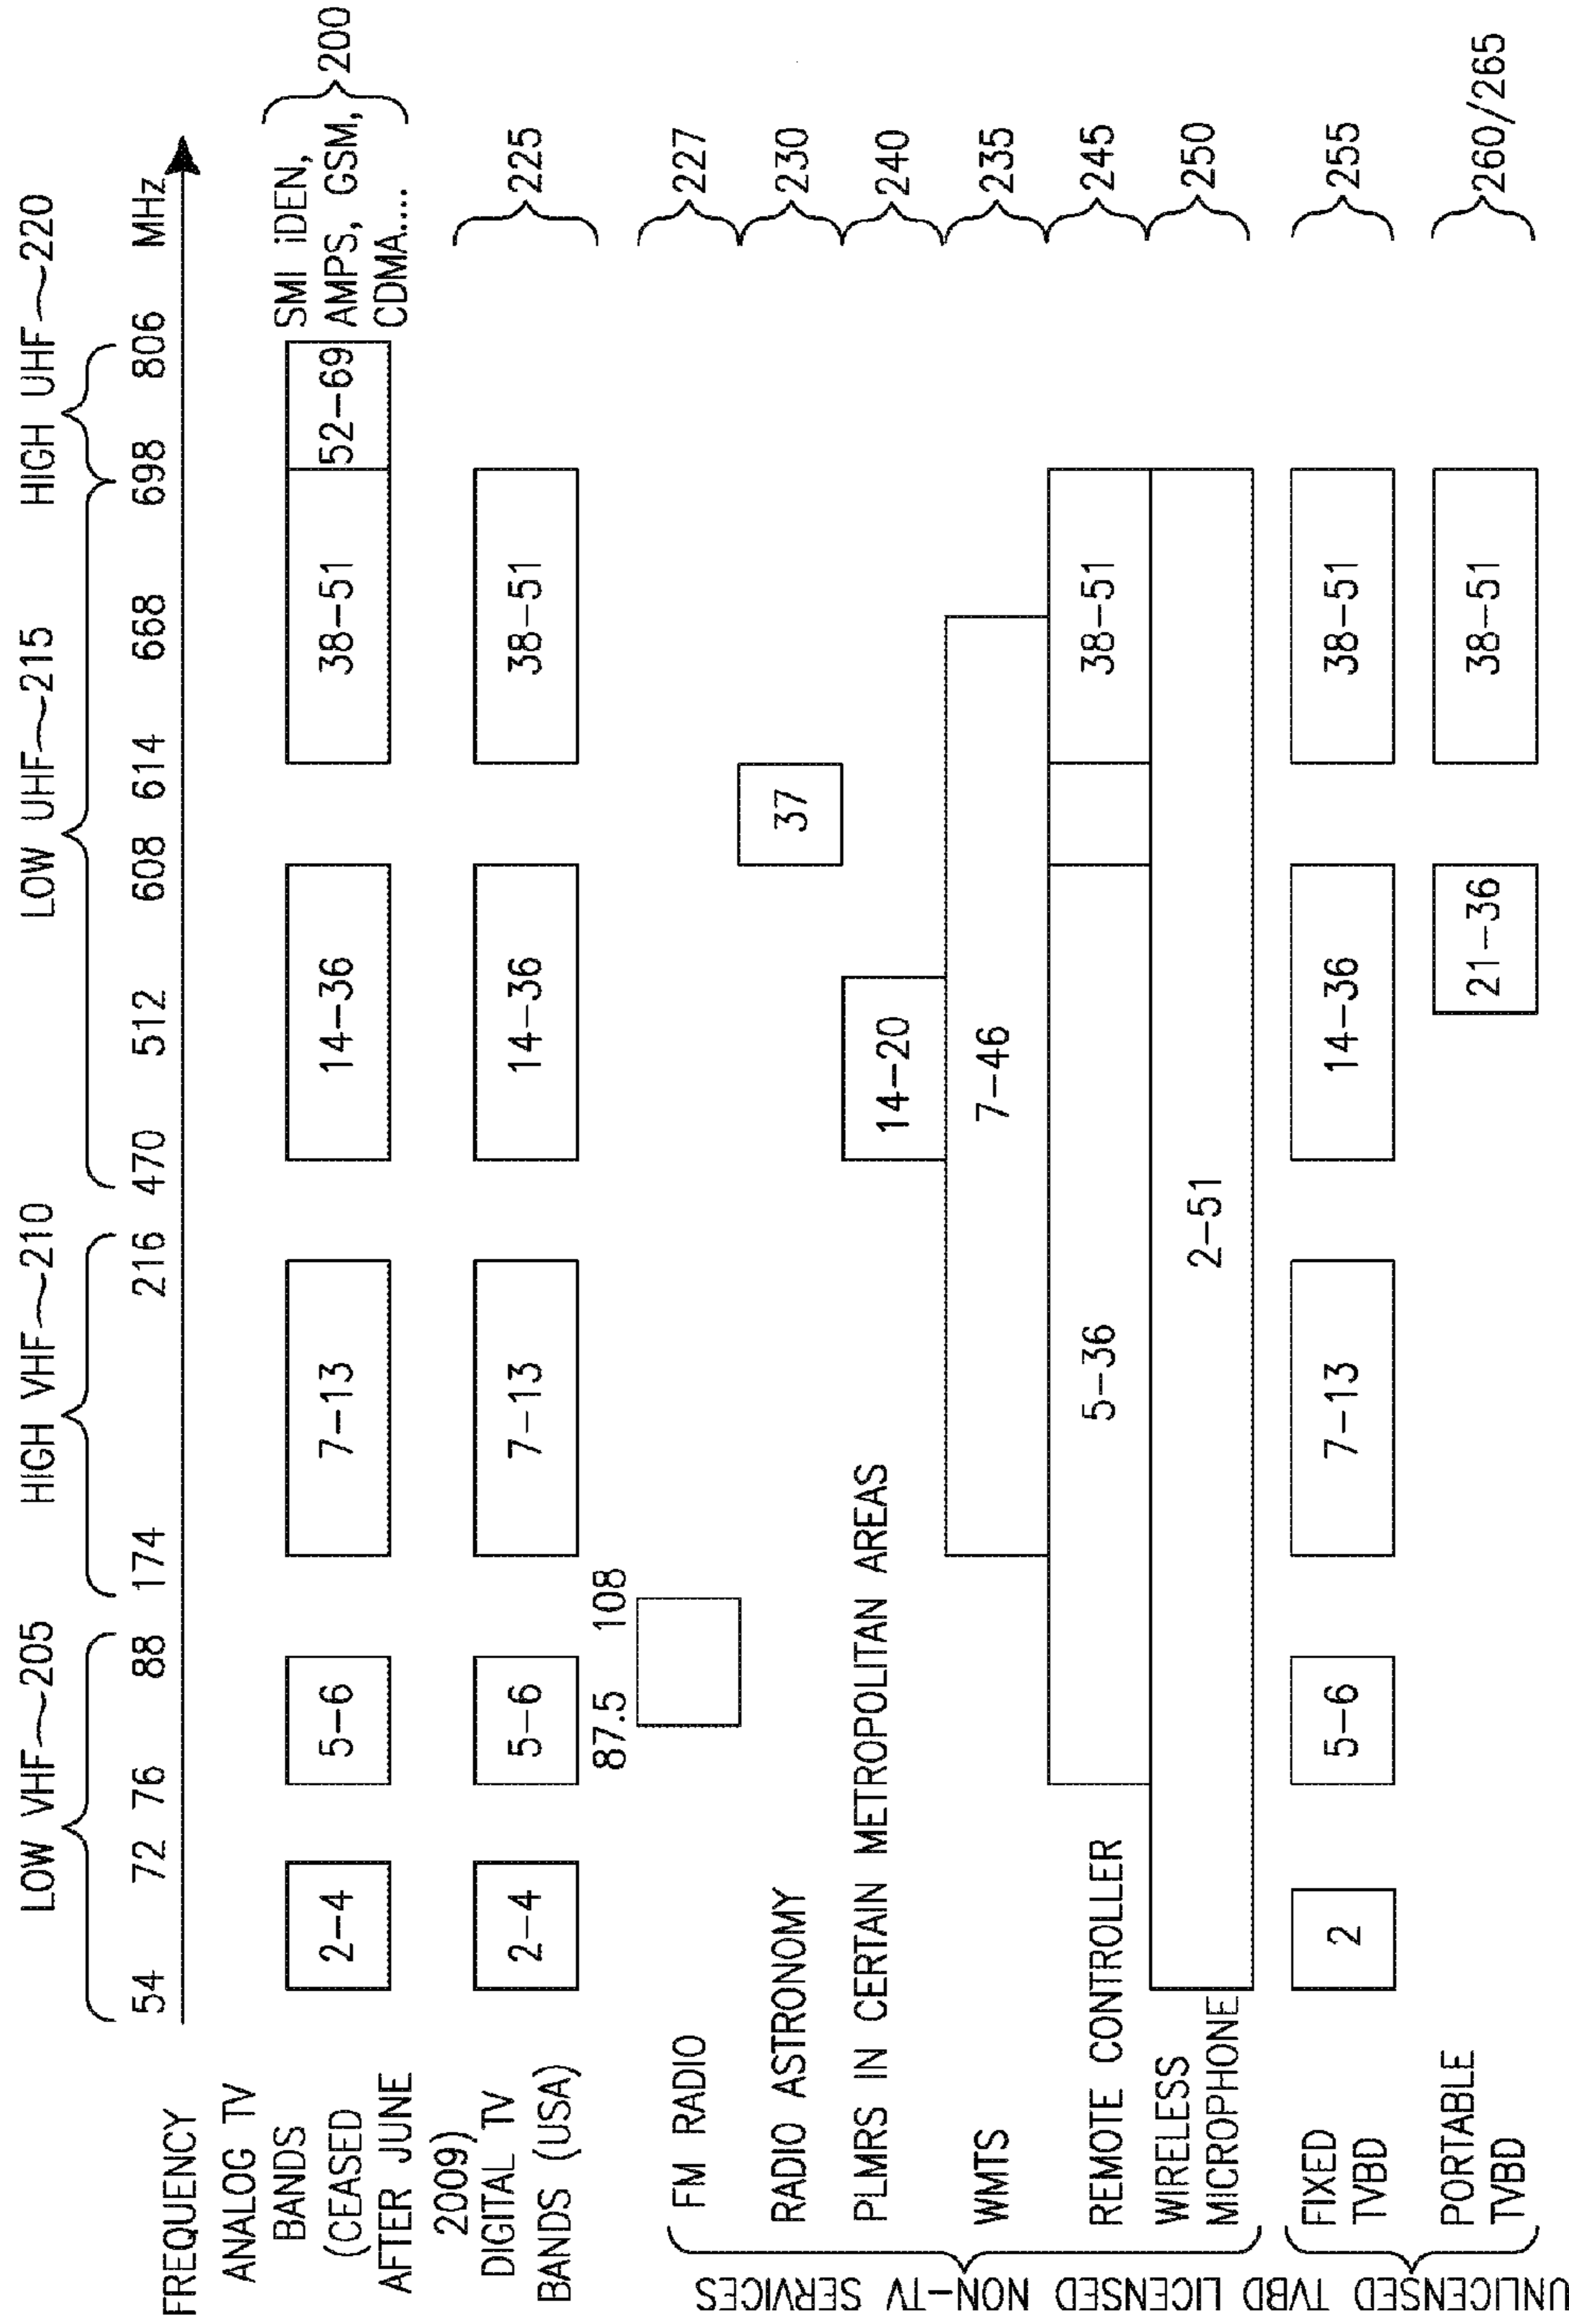 LOW VHF~205
HIGH VHF~210
LOW UHF~215
HIGH UHF~220
FREQUENCY
54 72 76 88 174 216 470 512 608 614 668 698 806 MHz
ANALOG TV
BANDS
(CEASED
AFTER JUNE
2009)
2-4 5-6 7-13 14-36 38-51 52-69
SMI iDEN,
AMPS, GSM,
CDMA....
200
DIGITAL TV
BANDS (USA)
2-4 5-6 7-13 14-36 38-51
225
87.5 108
LICENSED NON-TV SERVICES
FM RADIO
227
RADIO ASTRONOMY
37
230
PLMRS IN CERTAIN METROPOLITAN AREAS
14-20
240
WMTS
7-46
235
REMOTE CONTROLLER
5-36 38-51
245
WIRELESS
MICROPHONE
2-51
250
UNLICENSED TVBD
FIXED
TVBD
2 5-6 7-13 14-36 38-51
255
PORTABLE
TVBD
21-36 38-51
260/265